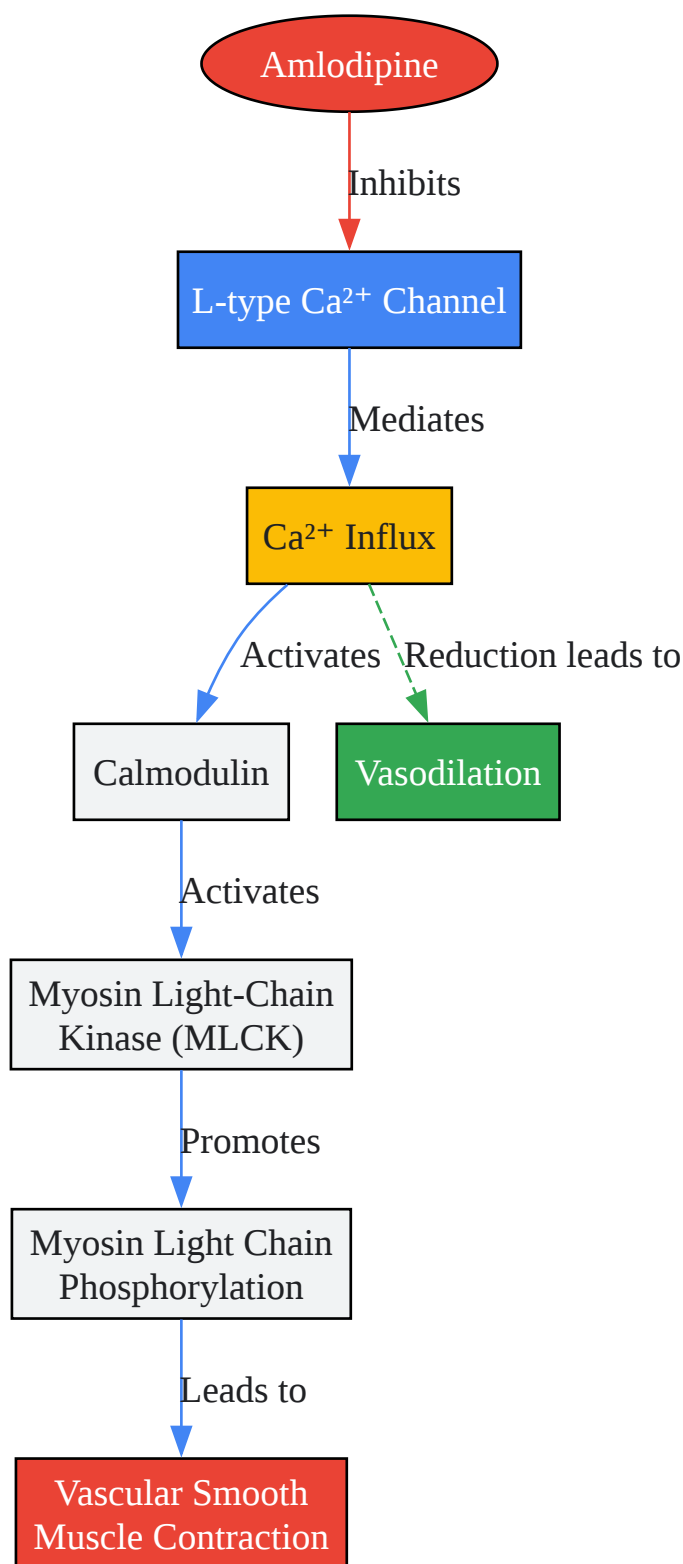 Amlodipine
Inhibits
L-type Ca²⁺ Channel
Mediates
Ca²⁺ Influx
Activates
Reduction leads to
Calmodulin
Vasodilation
Activates
Myosin Light-Chain
Kinase (MLCK)
Promotes
Myosin Light Chain
Phosphorylation
Leads to
Vascular Smooth
Muscle Contraction